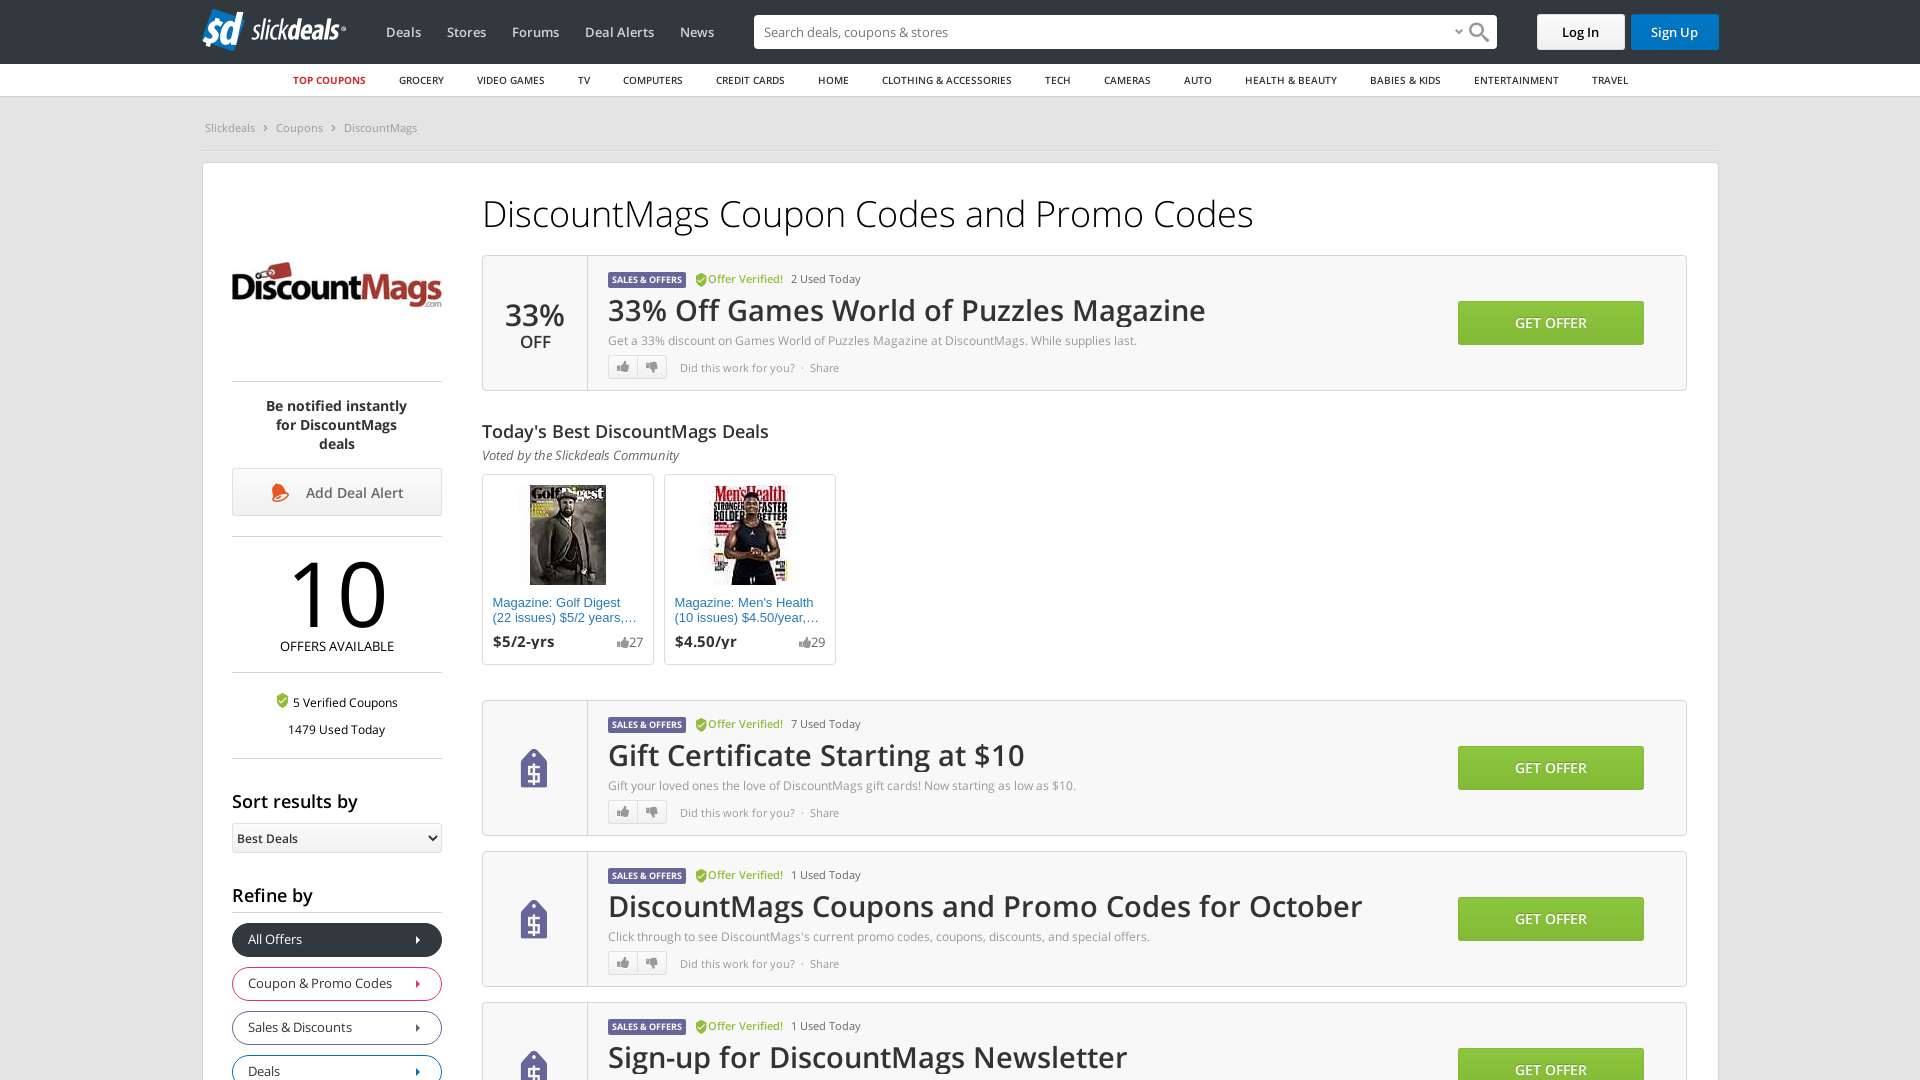 slickdeals
Deals
Stores
Forums
Deal Alerts
News
Search deals, coupons & stores
Log In
Sign Up
TOP COUPONS
GROCERY
VIDEO GAMES
TV
COMPUTERS
CREDIT CARDS
HOME
CLOTHING & ACCESSORIES
TECH
CAMERAS
AUTO
HEALTH & BEAUTY
BABIES & KIDS
ENTERTAINMENT
TRAVEL
Slickdeals
Coupons
DiscountMags
DiscountMags.com
Be notified instantly
for DiscountMags
deals
Add Deal Alert
10
OFFERS AVAILABLE
5 Verified Coupons
1479 Used Today
Sort results by
Best Deals
Refine by
All Offers
Coupon & Promo Codes
Sales & Discounts
Deals
DiscountMags Coupon Codes and Promo Codes
33%
OFF
SALES & OFFERS Offer Verified! 2 Used Today
33% Off Games World of Puzzles Magazine
Get a 33% discount on Games World of Puzzles Magazine at DiscountMags. While supplies last.
Did this work for you? · Share
GET OFFER
Today's Best DiscountMags Deals
Voted by the Slickdeals Community
Golf Digest
Magazine: Golf Digest
(22 issues) $5/2 years,...
$5/2-yrs
27
Men'sHealth
STRONGER FASTER
BOLDER BETTER
Magazine: Men's Health
(10 issues) $4.50/year,...
$4.50/yr
29
SALES & OFFERS Offer Verified! 7 Used Today
Gift Certificate Starting at $10
Gift your loved ones the love of DiscountMags gift cards! Now starting as low as $10.
Did this work for you? · Share
GET OFFER
SALES & OFFERS Offer Verified! 1 Used Today
DiscountMags Coupons and Promo Codes for October
Click through to see DiscountMags's current promo codes, coupons, discounts, and special offers.
Did this work for you? · Share
GET OFFER
SALES & OFFERS Offer Verified! 1 Used Today
Sign-up for DiscountMags Newsletter
GET OFFER